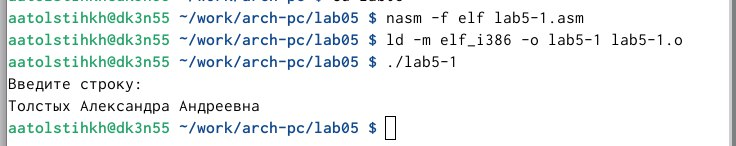 aatolstihkh@dk3n55 ~/work/arch-pc/lab05 $ nasm -f elf lab5-1.asm
aatolstihkh@dk3n55 ~/work/arch-pc/lab05 $ ld -m elf_i386 -o lab5-1 lab5-1.o
aatolstihkh@dk3n55 ~/work/arch-pc/lab05 $ ./lab5-1
Введите строку:
Толстых Александра Андреевна
aatolstihkh@dk3n55 ~/work/arch-pc/lab05 $